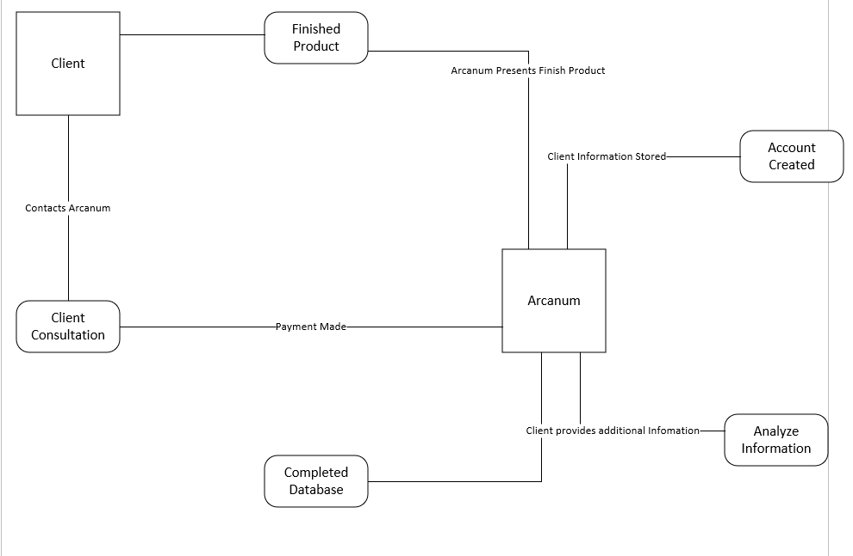 Finished
Product
Client
Arcanum Presents Finish Product
Account
Created
Client Information Stored
Contacts Arcanum
Arcanum
Client
Consultation
Payment Made
Client provides additional Infomation
Analyze
Information
Completed
Database